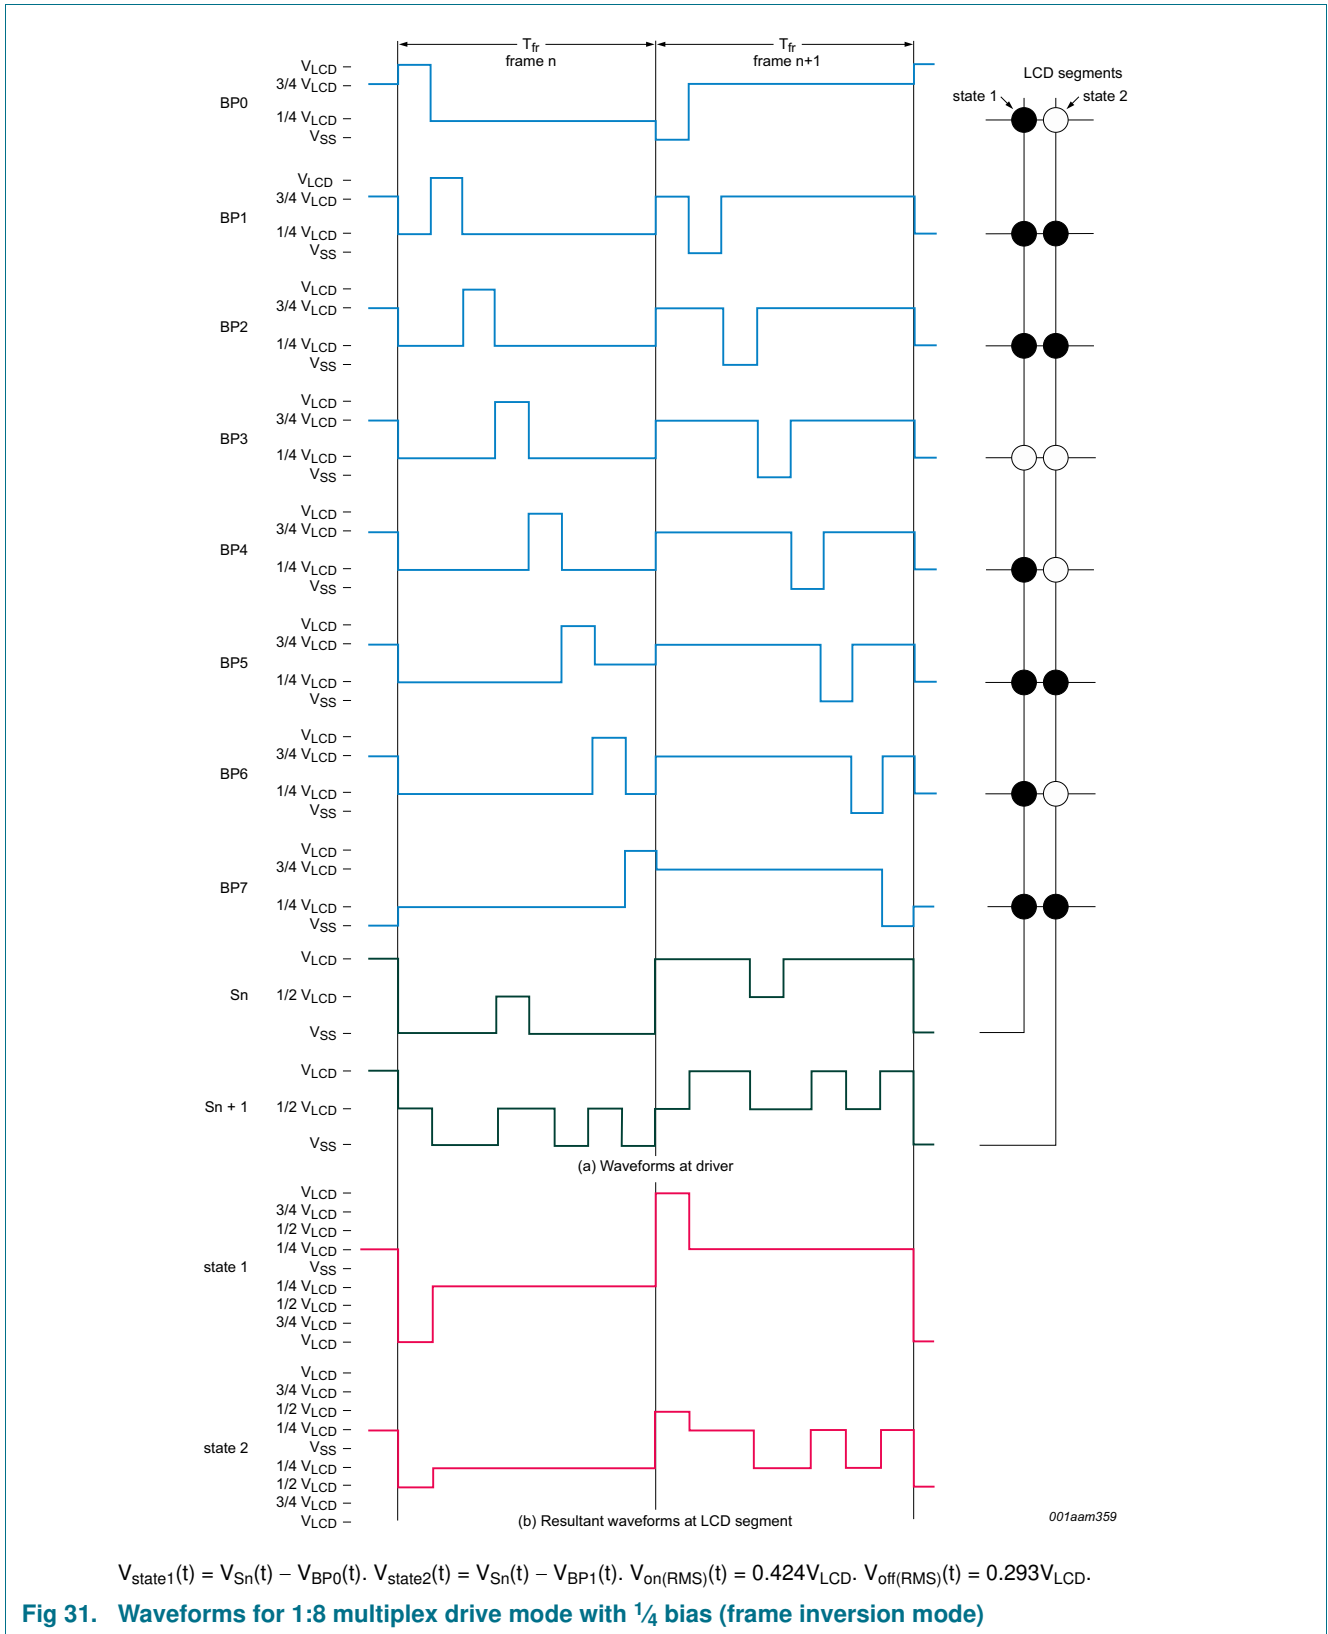 Tfr
frame n
Tfr
frame n+1
LCD segments
state 1
state 2
BP0
VLCD
3/4 VLCD
1/4 VLCD
VSS
BP1
VLCD
3/4 VLCD
1/4 VLCD
VSS
BP2
VLCD
3/4 VLCD
1/4 VLCD
VSS
BP3
VLCD
3/4 VLCD
1/4 VLCD
VSS
BP4
VLCD
3/4 VLCD
1/4 VLCD
VSS
BP5
VLCD
3/4 VLCD
1/4 VLCD
VSS
BP6
VLCD
3/4 VLCD
1/4 VLCD
VSS
BP7
VLCD
3/4 VLCD
1/4 VLCD
VSS
Sn
VLCD
1/2 VLCD
VSS
Sn + 1
VLCD
1/2 VLCD
VSS
(a) Waveforms at driver
state 1
VLCD
3/4 VLCD
1/2 VLCD
1/4 VLCD
VSS
1/4 VLCD
1/2 VLCD
3/4 VLCD
VLCD
state 2
VLCD
3/4 VLCD
1/2 VLCD
1/4 VLCD
VSS
1/4 VLCD
1/2 VLCD
3/4 VLCD
VLCD
(b) Resultant waveforms at LCD segment
001aam359
Vstate1(t) = VSn(t) − VBP0(t). Vstate2(t) = VSn(t) − VBP1(t). Von(RMS)(t) = 0.424VLCD. Voff(RMS)(t) = 0.293VLCD.
Fig 31. Waveforms for 1:8 multiplex drive mode with 1⁄4 bias (frame inversion mode)